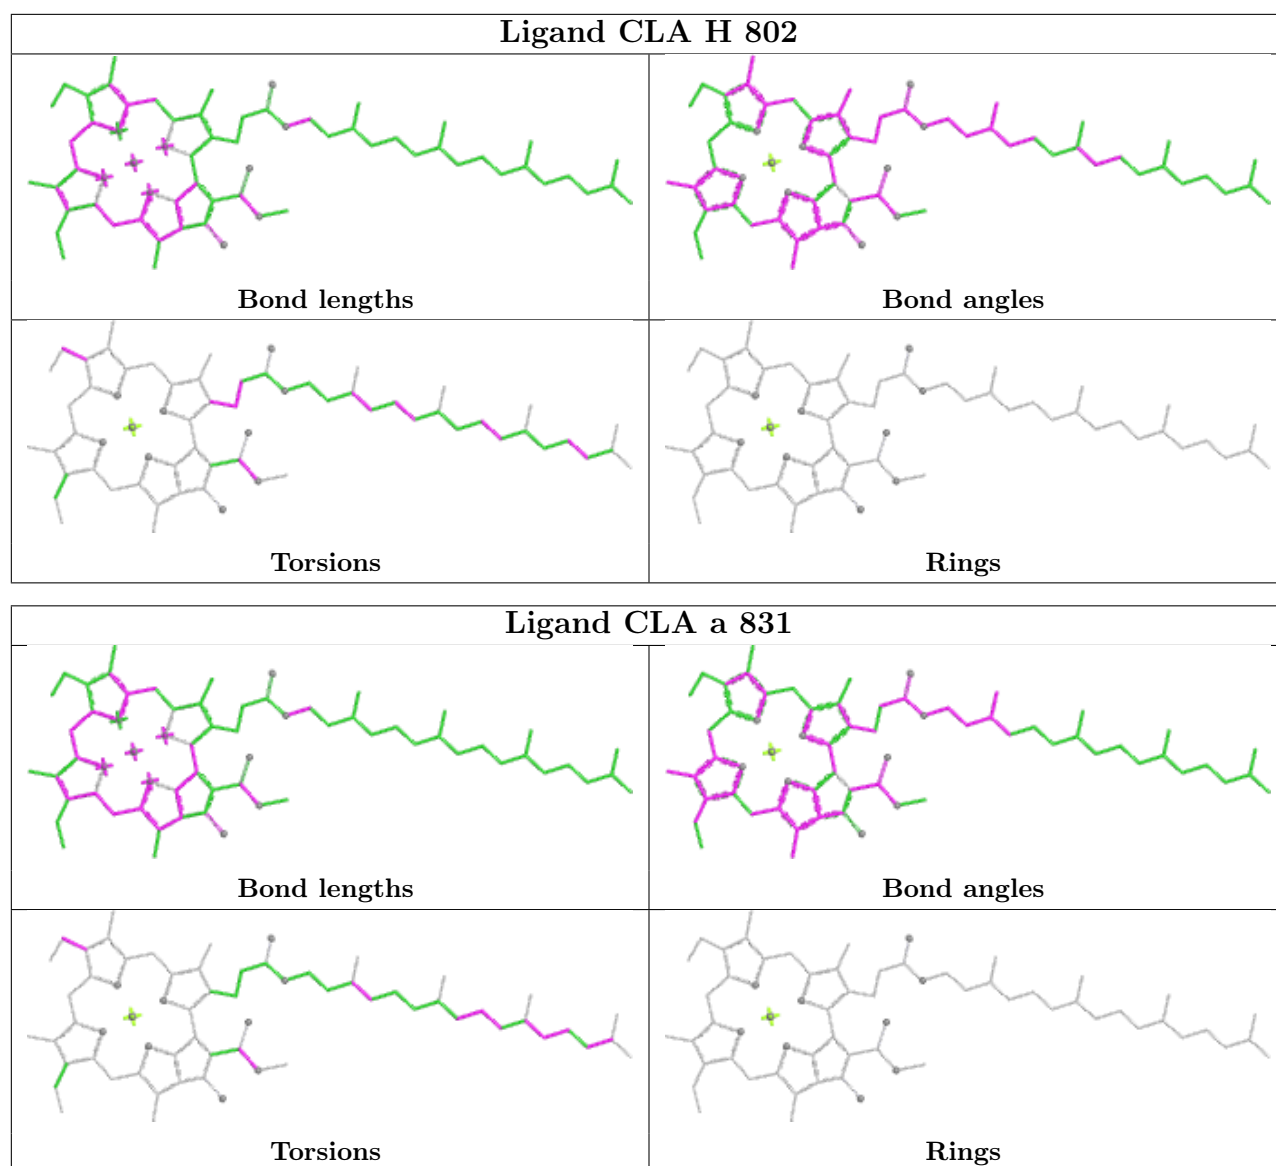 Ligand CLA H 802
Bond lengths
Bond angles
Torsions
Rings
Ligand CLA a 831
Bond lengths
Bond angles
Torsions
Rings